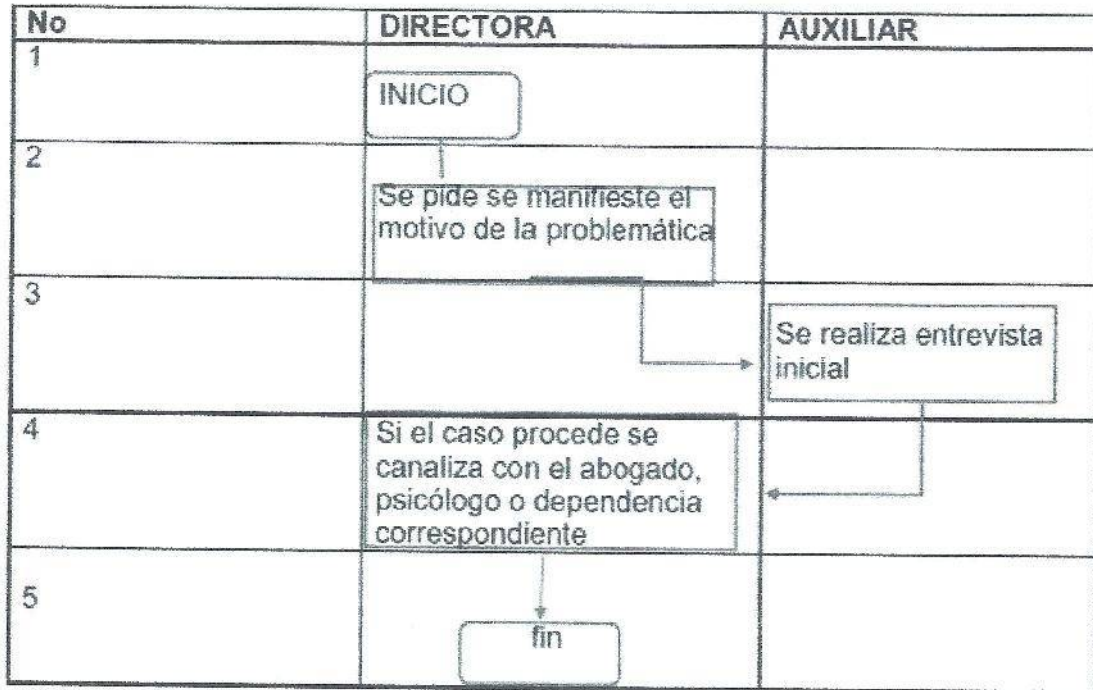 No DIRECTORA AUXILIAR
1
INICIO
2
Se pide se manifieste el
motivo de la problemática
3
Se realiza entrevista
inicial
4
Si el caso procede se
canaliza con el abogado,
psicólogo o dependencia
correspondiente
5
fin